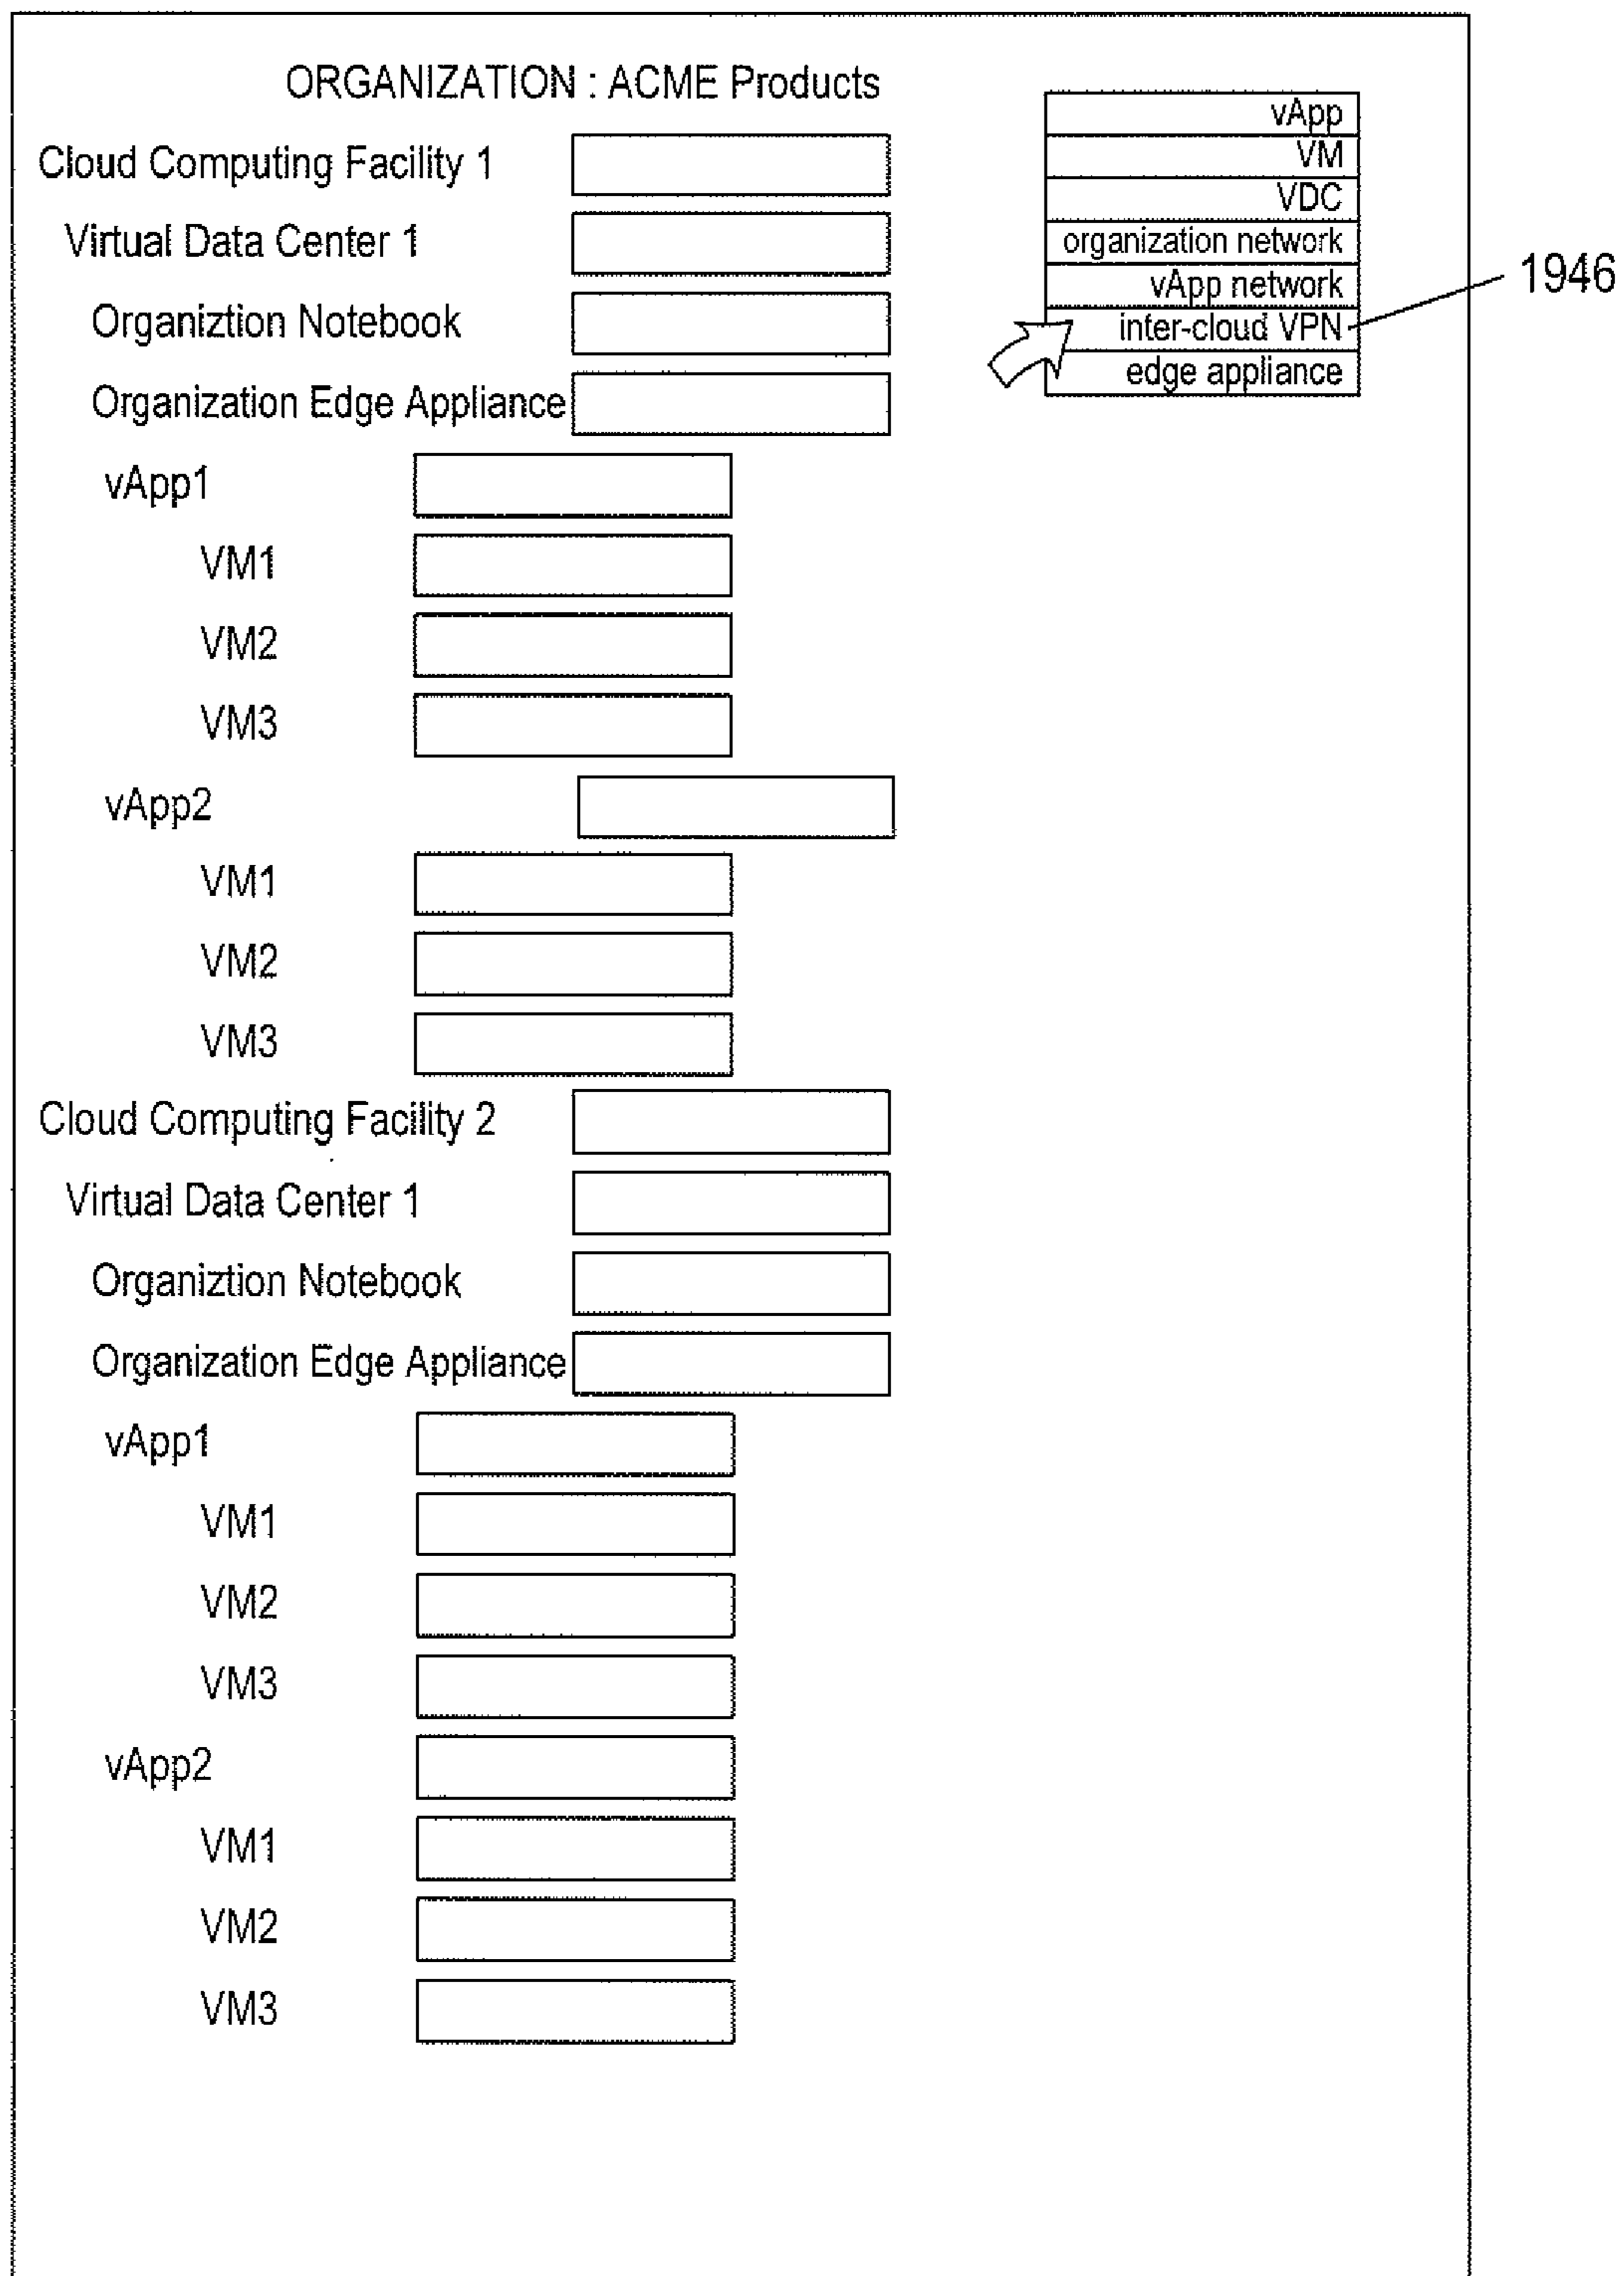 ORGANIZATION : ACME Products
vApp
VM
VDC
organization network
vApp network
inter-cloud VPN
edge appliance
1946
Cloud Computing Facility 1
Virtual Data Center 1
Organiztion Notebook
Organization Edge Appliance
vApp1
VM1
VM2
VM3
vApp2
VM1
VM2
VM3
Cloud Computing Facility 2
Virtual Data Center 1
Organiztion Notebook
Organization Edge Appliance
vApp1
VM1
VM2
VM3
vApp2
VM1
VM2
VM3